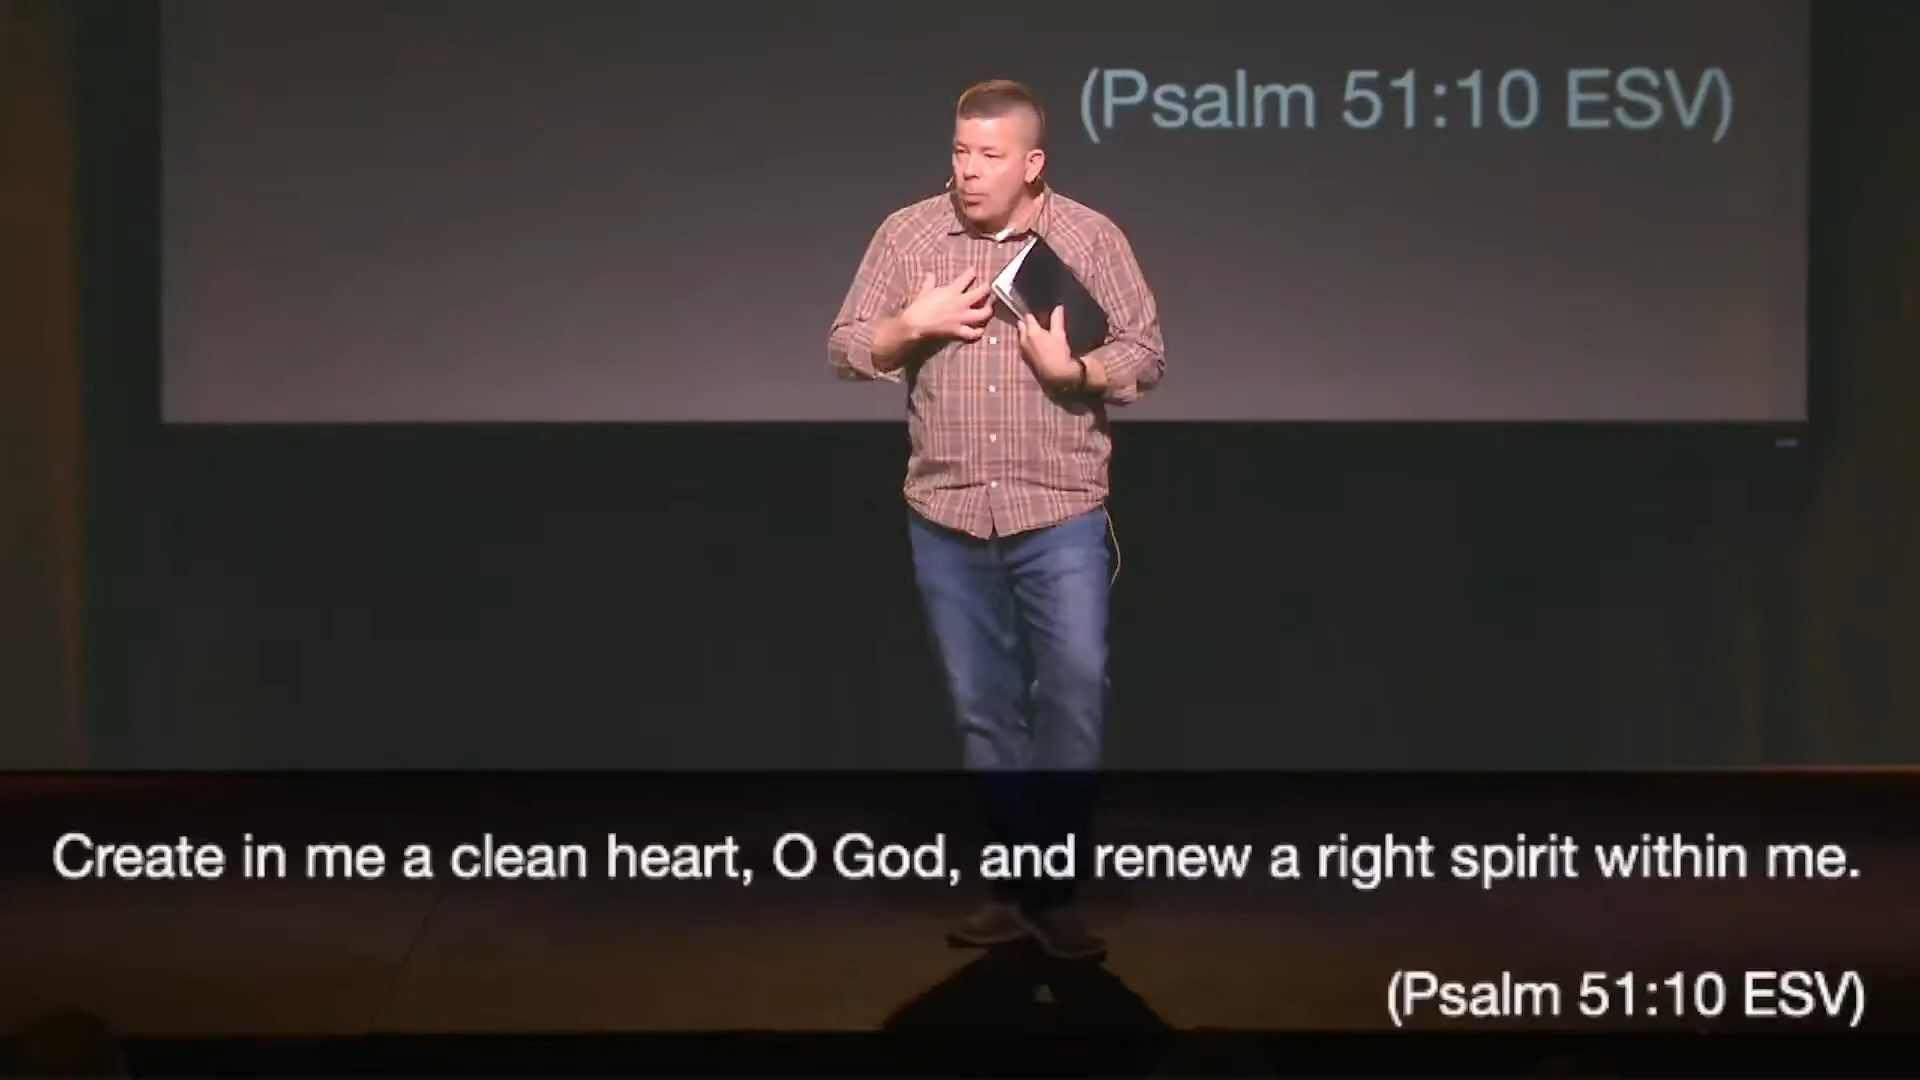 (Psalm 51:10 ESV)
Create in me a clean heart, O God, and renew a right spirit within me.
(Psalm 51:10 ESV)